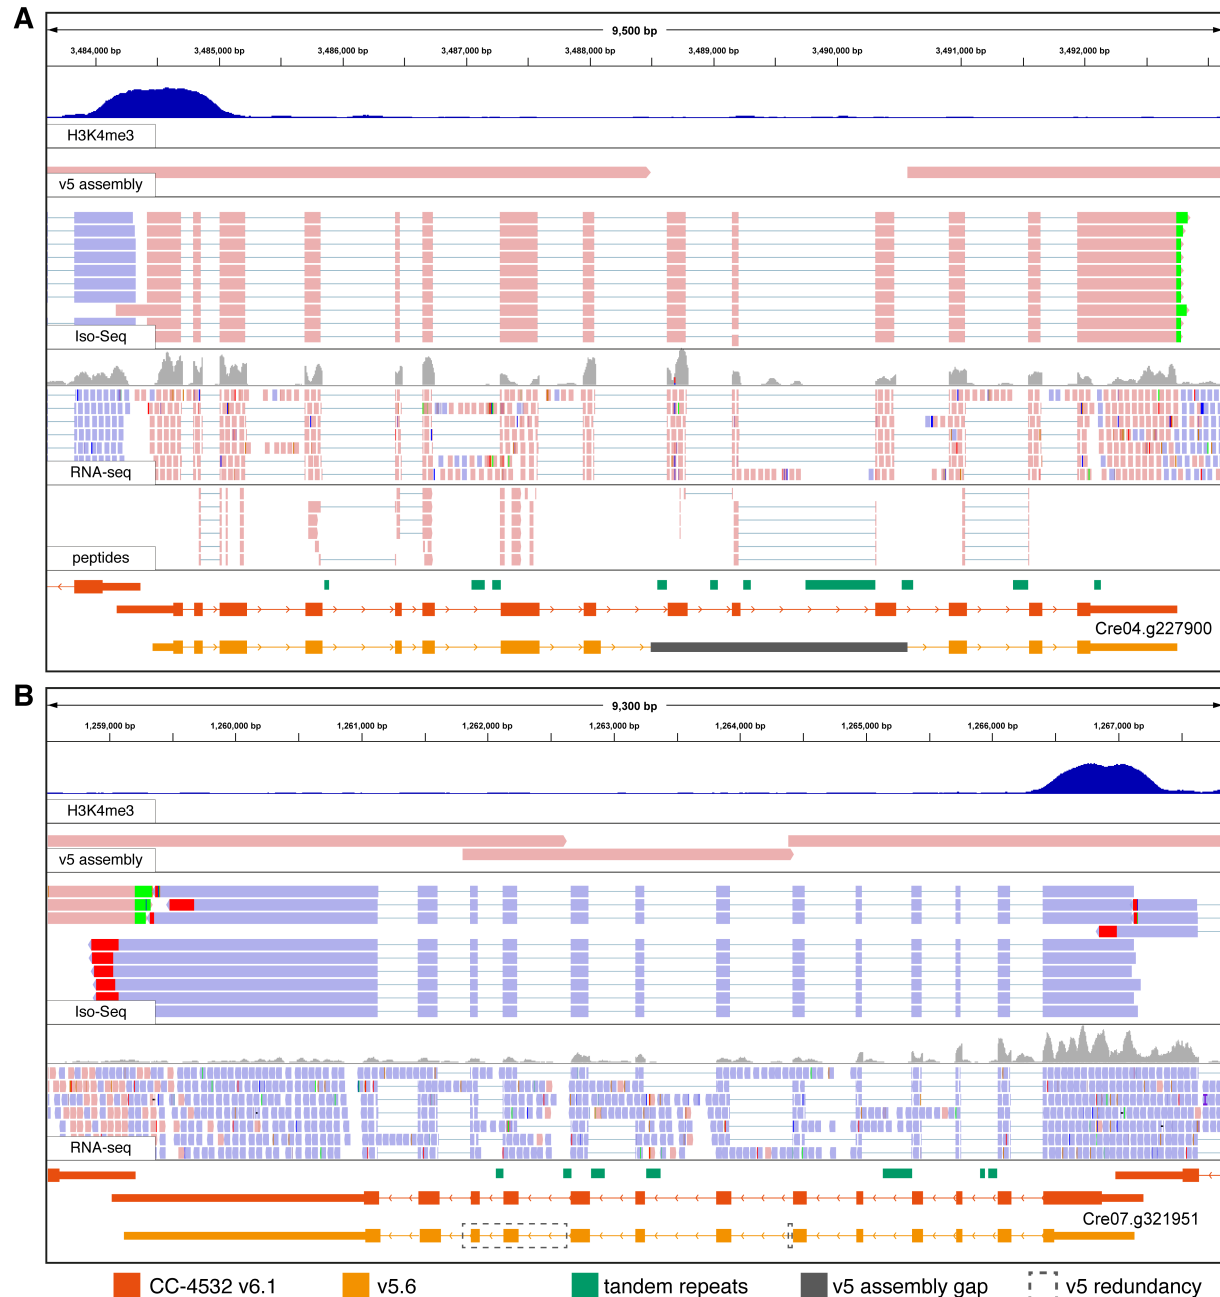 A
9,500 bp
3,484,000 bp 3,485,000 bp 3,486,000 bp 3,487,000 bp 3,488,000 bp 3,489,000 bp 3,490,000 bp 3,491,000 bp 3,492,000 bp
H3K4me3
v5 assembly
Iso-Seq
RNA-seq
peptides
Cre04.g227900
B
9,300 bp
1,259,000 bp 1,260,000 bp 1,261,000 bp 1,262,000 bp 1,263,000 bp 1,264,000 bp 1,265,000 bp 1,266,000 bp 1,267,000 bp
H3K4me3
v5 assembly
Iso-Seq
RNA-seq
Cre07.g321951
CC-4532 v6.1 v5.6 tandem repeats v5 assembly gap v5 redundancy